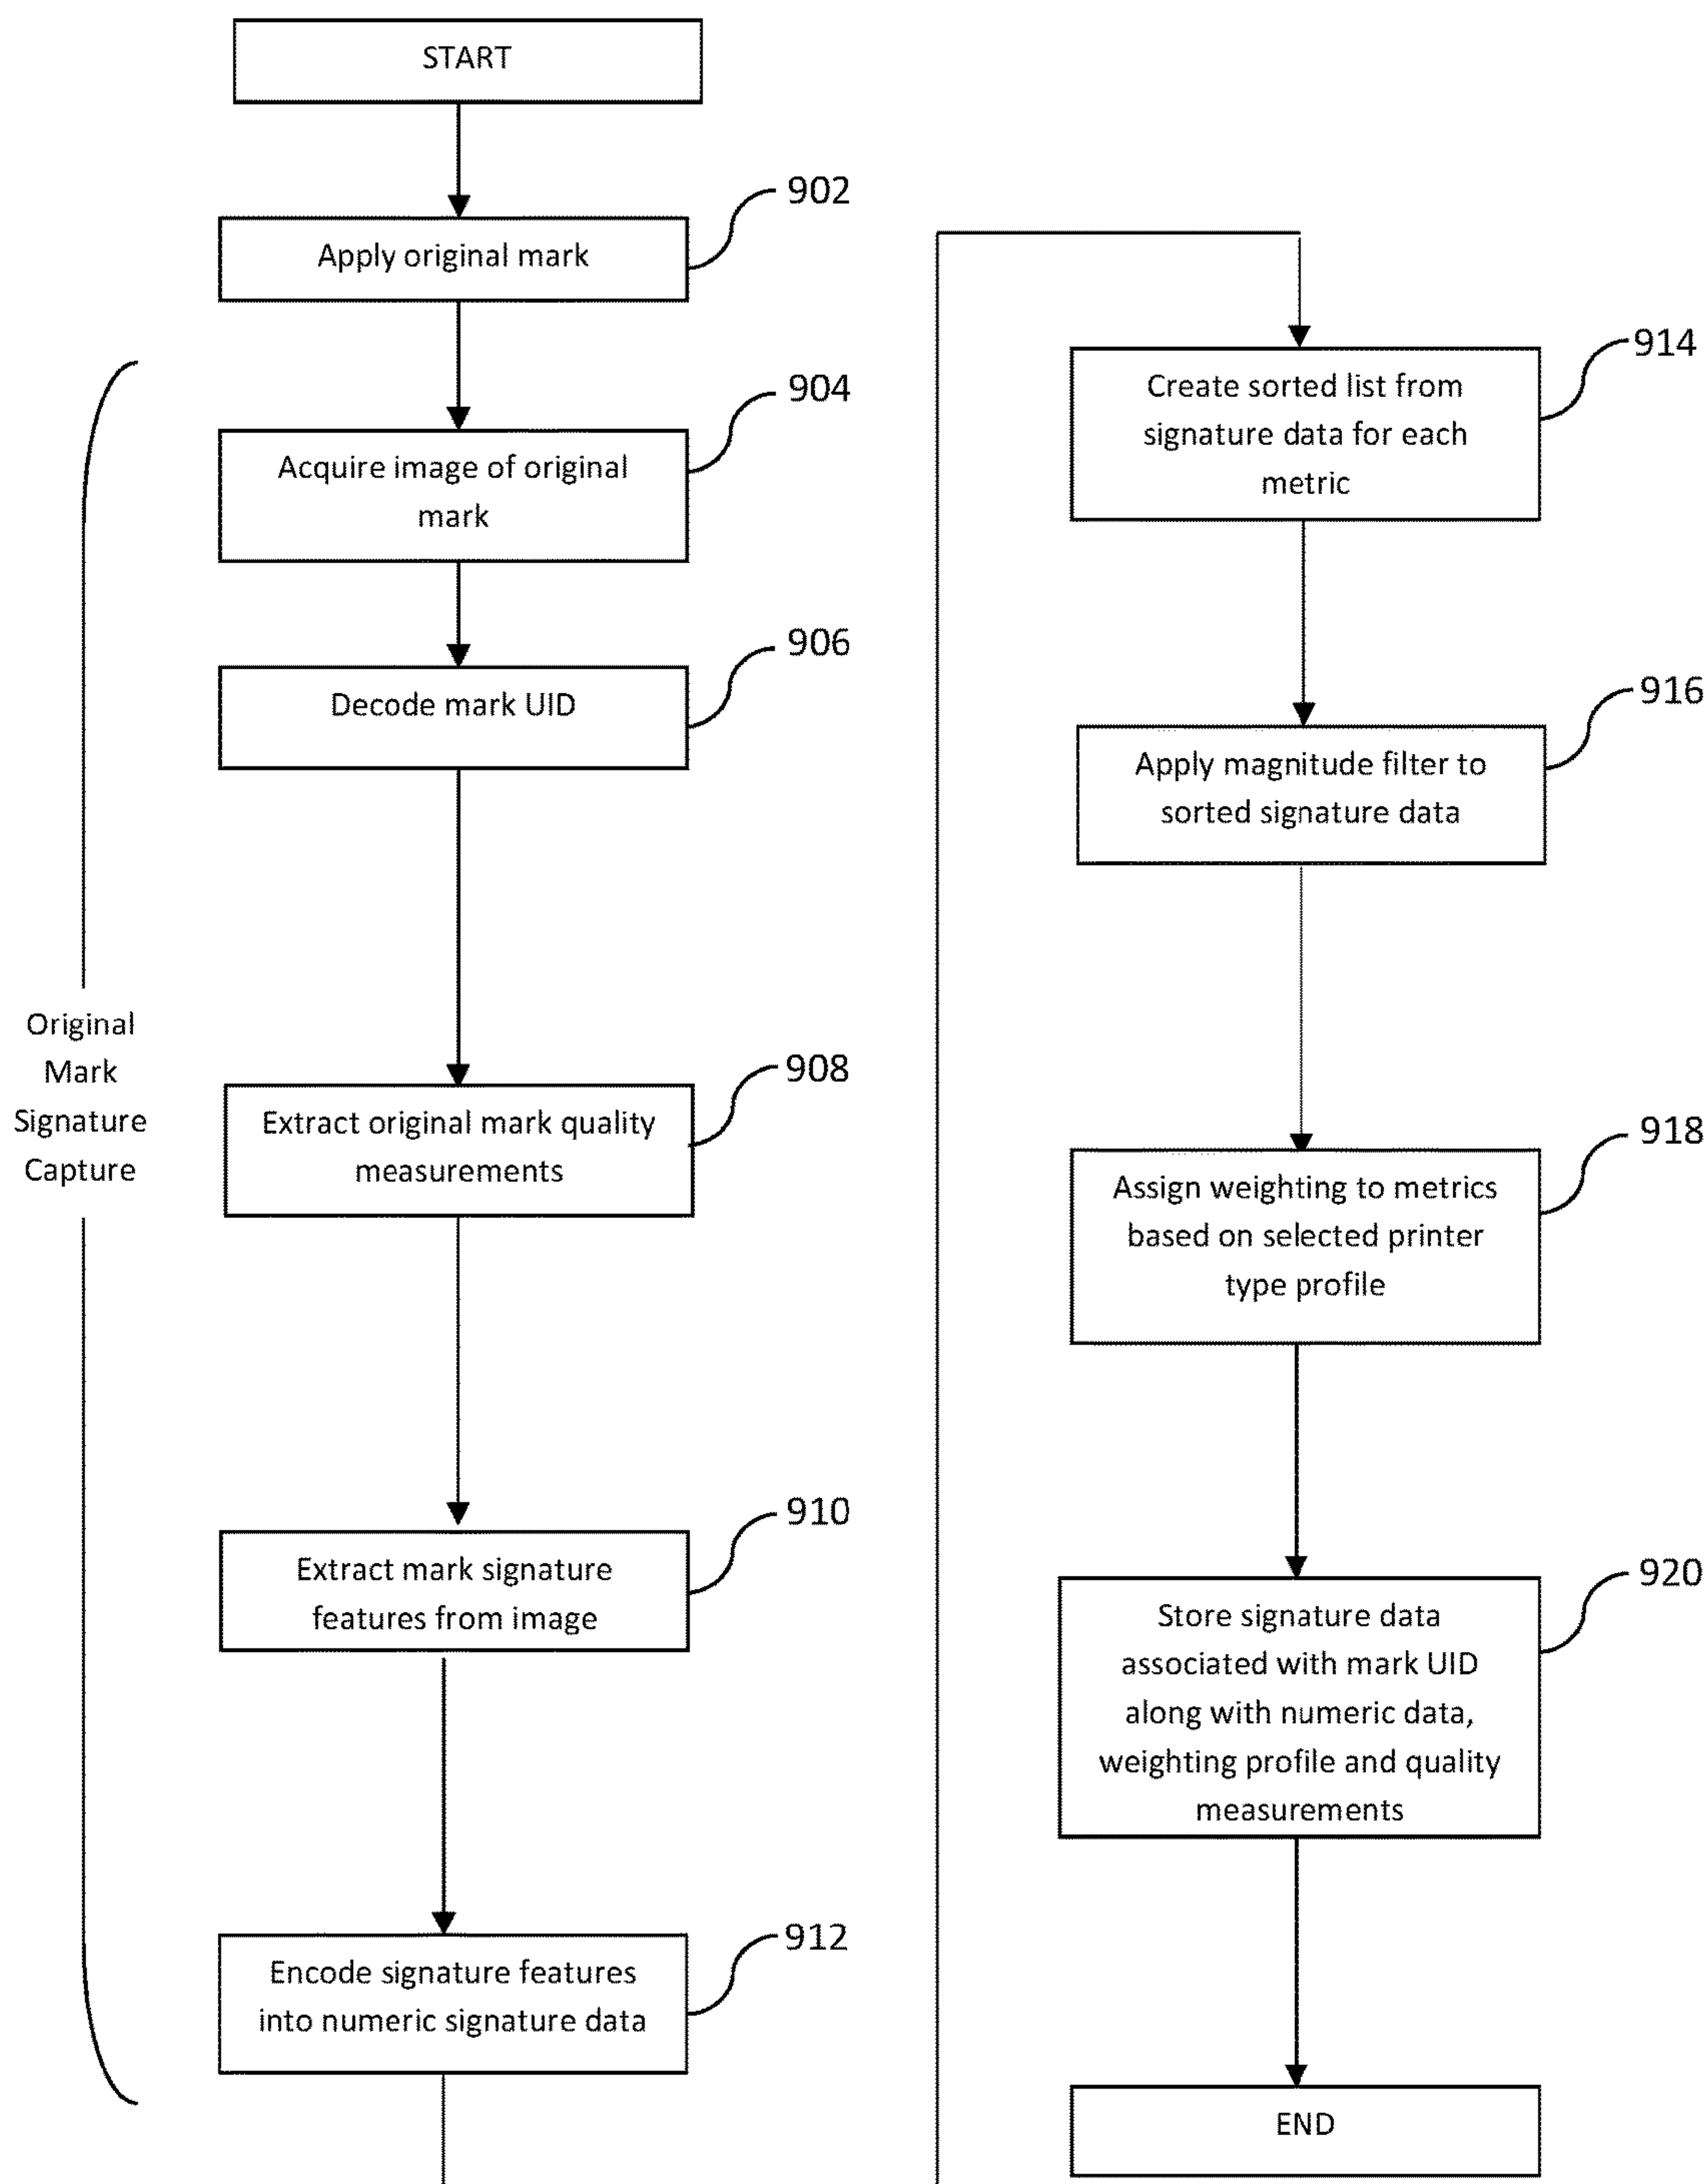 START
902
Apply original mark
904
Acquire image of original
mark
906
Decode mark UID
Original
Mark
Signature
Capture
908
Extract original mark quality
measurements
910
Extract mark signature
features from image
912
Encode signature features
into numeric signature data
914
Create sorted list from
signature data for each
metric
916
Apply magnitude filter to
sorted signature data
918
Assign weighting to metrics
based on selected printer
type profile
920
Store signature data
associated with mark UID
along with numeric data,
weighting profile and quality
measurements
END